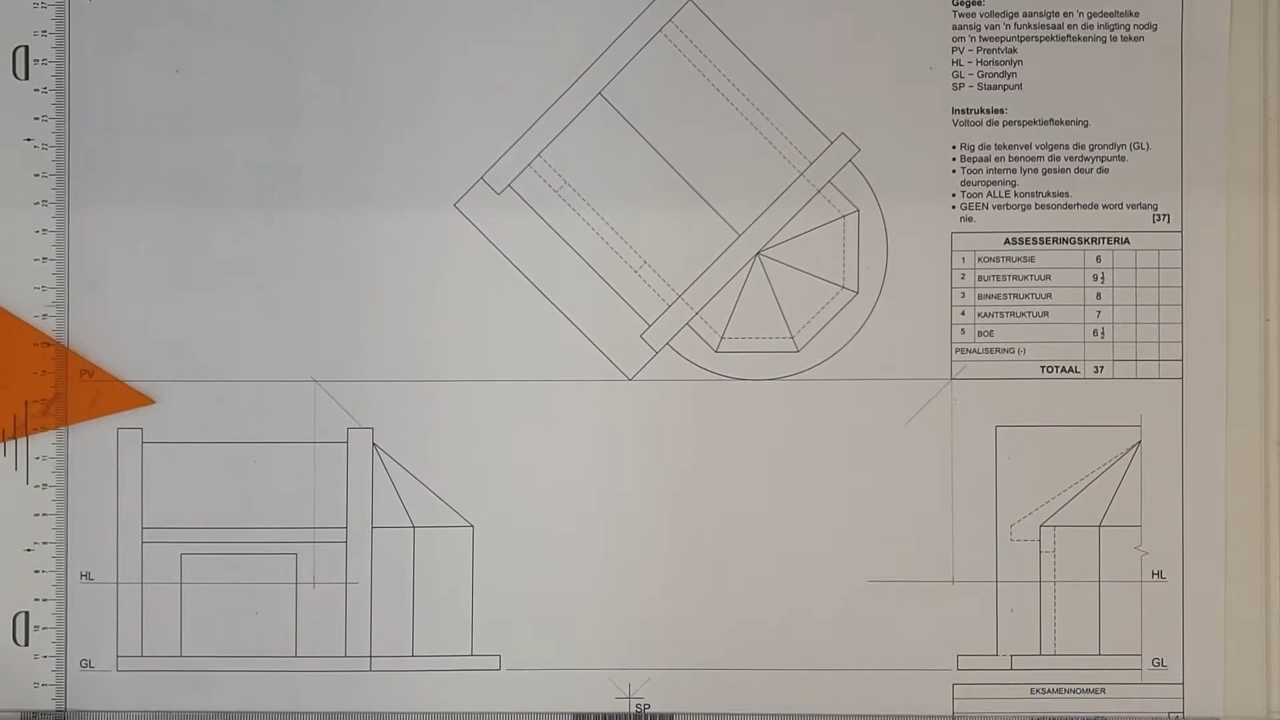 Gegee:
Twee volledige aansigte en 'n gedeeltelike
aansig van 'n funksiesaal en die inligting nodig
om 'n tweepuntperspektieftekening te teken
PV – Prentvlak
HL – Horisonlyn
GL – Grondlyn
SP – Staanpunt
Instruksies:
Voltooi die perspektieftekening.
• Rig die tekenvel volgens die grondlyn (GL).
• Bepaal en benoem die verdwynpunte.
• Toon interne lyne gesien deur die
deuropening.
• Toon ALLE konstruksies.
• GEEN verborge besonderhede word verlang
nie. [37]
ASSESSERINGSKRITERIA
1 KONSTRUKSIE 6
2 BUITESTRUKTUUR 9 1/2
3 BINNESTRUKTUUR 8
4 KANTSTRUKTUUR 7
5 BOË 6 1/2
PENALISERING (-)
TOTAAL 37
PV
HL
HL
GL
GL
SP
EKSAMENNOMMER